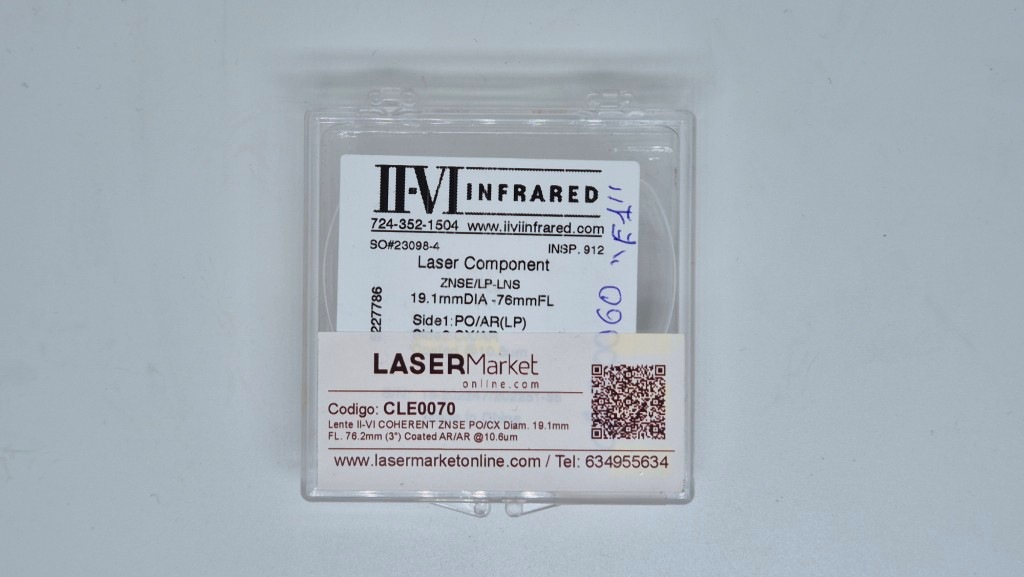 II-VI INFRARED
724-352-1504 www.iiviinfrared.com
SO#23098-4 INSP. 912
Laser Component
ZNSE/LP-LNS
19.1mmDIA -76mmFL
Side1:PO/AR(LP)
227786
060 "F1"
LASERMarket
online.com
Codigo: CLE0070
Lente II-VI COHERENT ZNSE PO/CX Diam. 19.1mm
FL. 76.2mm (3") Coated AR/AR @10.6um
www.lasermarketonline.com / Tel: 634955634